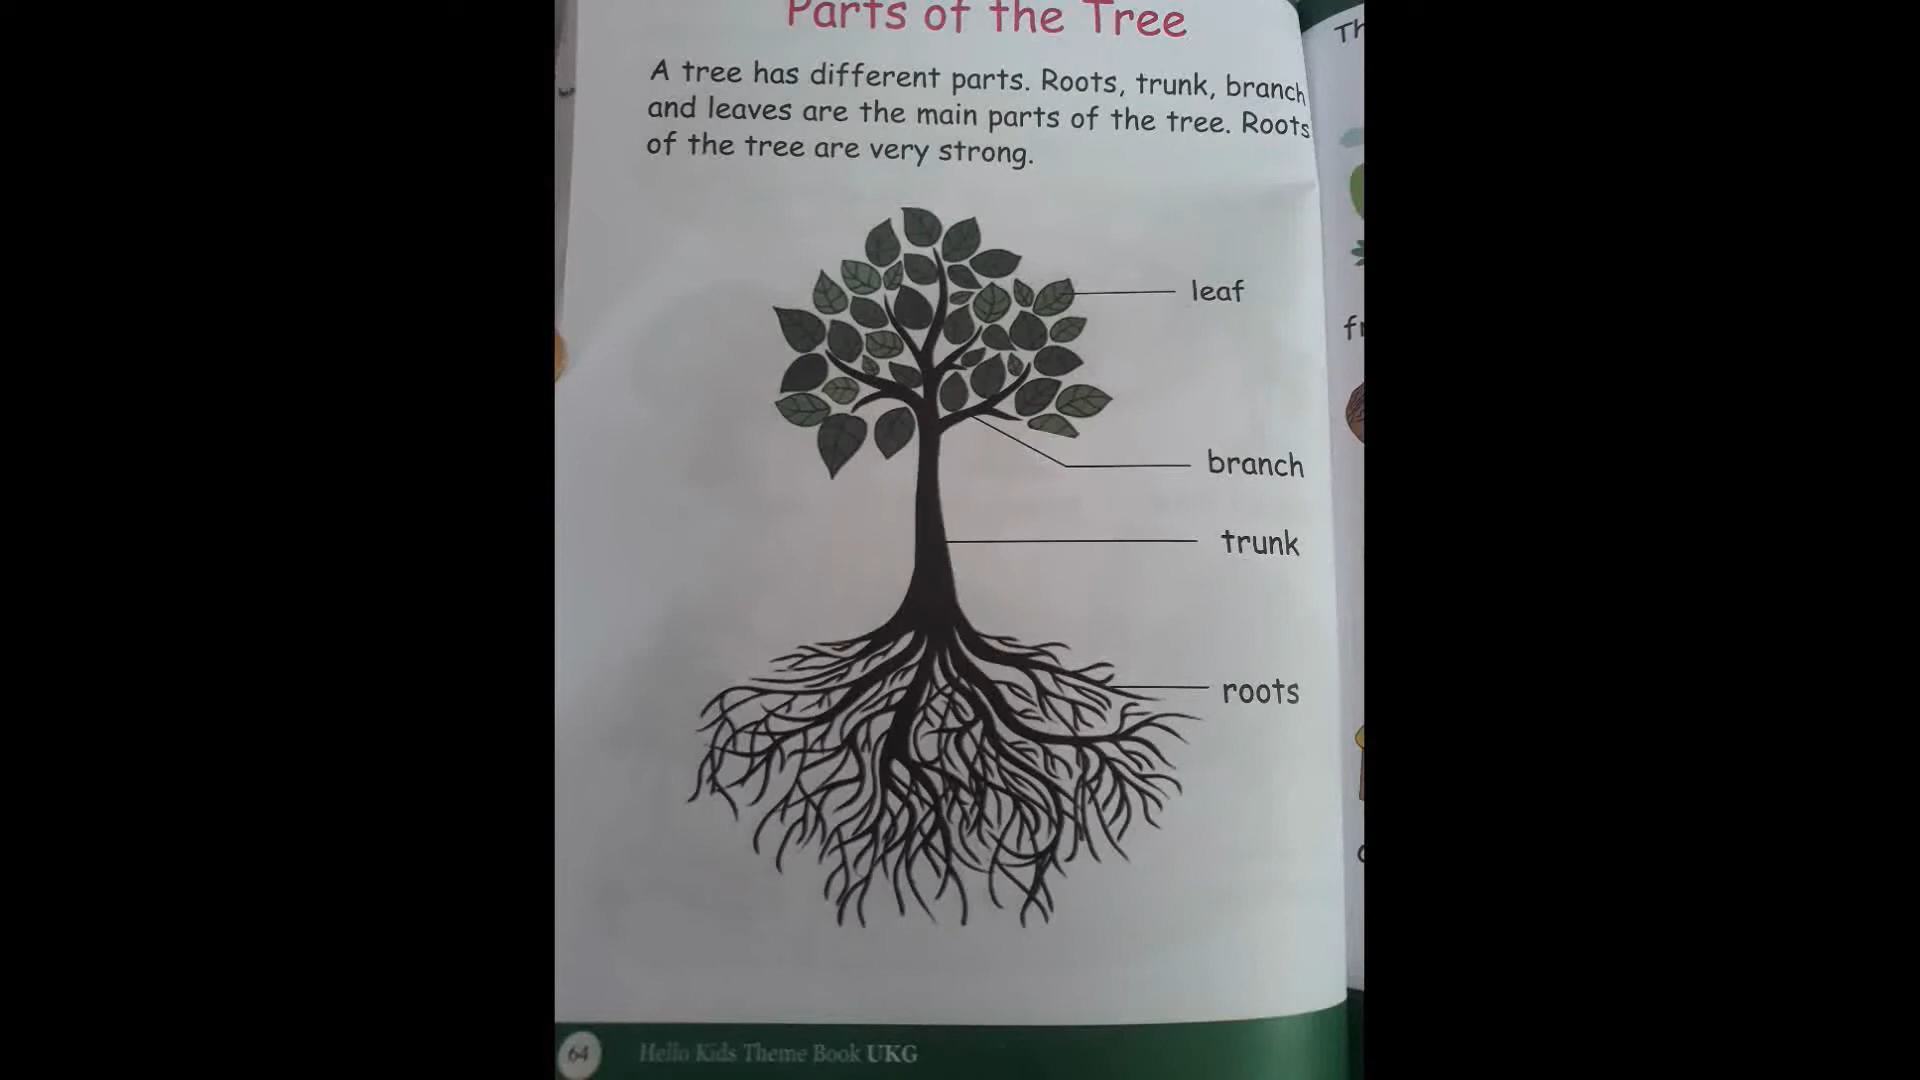 Parts of the Tree
A tree has different parts. Roots, trunk, branch
and leaves are the main parts of the tree. Roots
of the tree are very strong.
leaf
branch
trunk
roots
64 Hello Kids Theme Book UKG